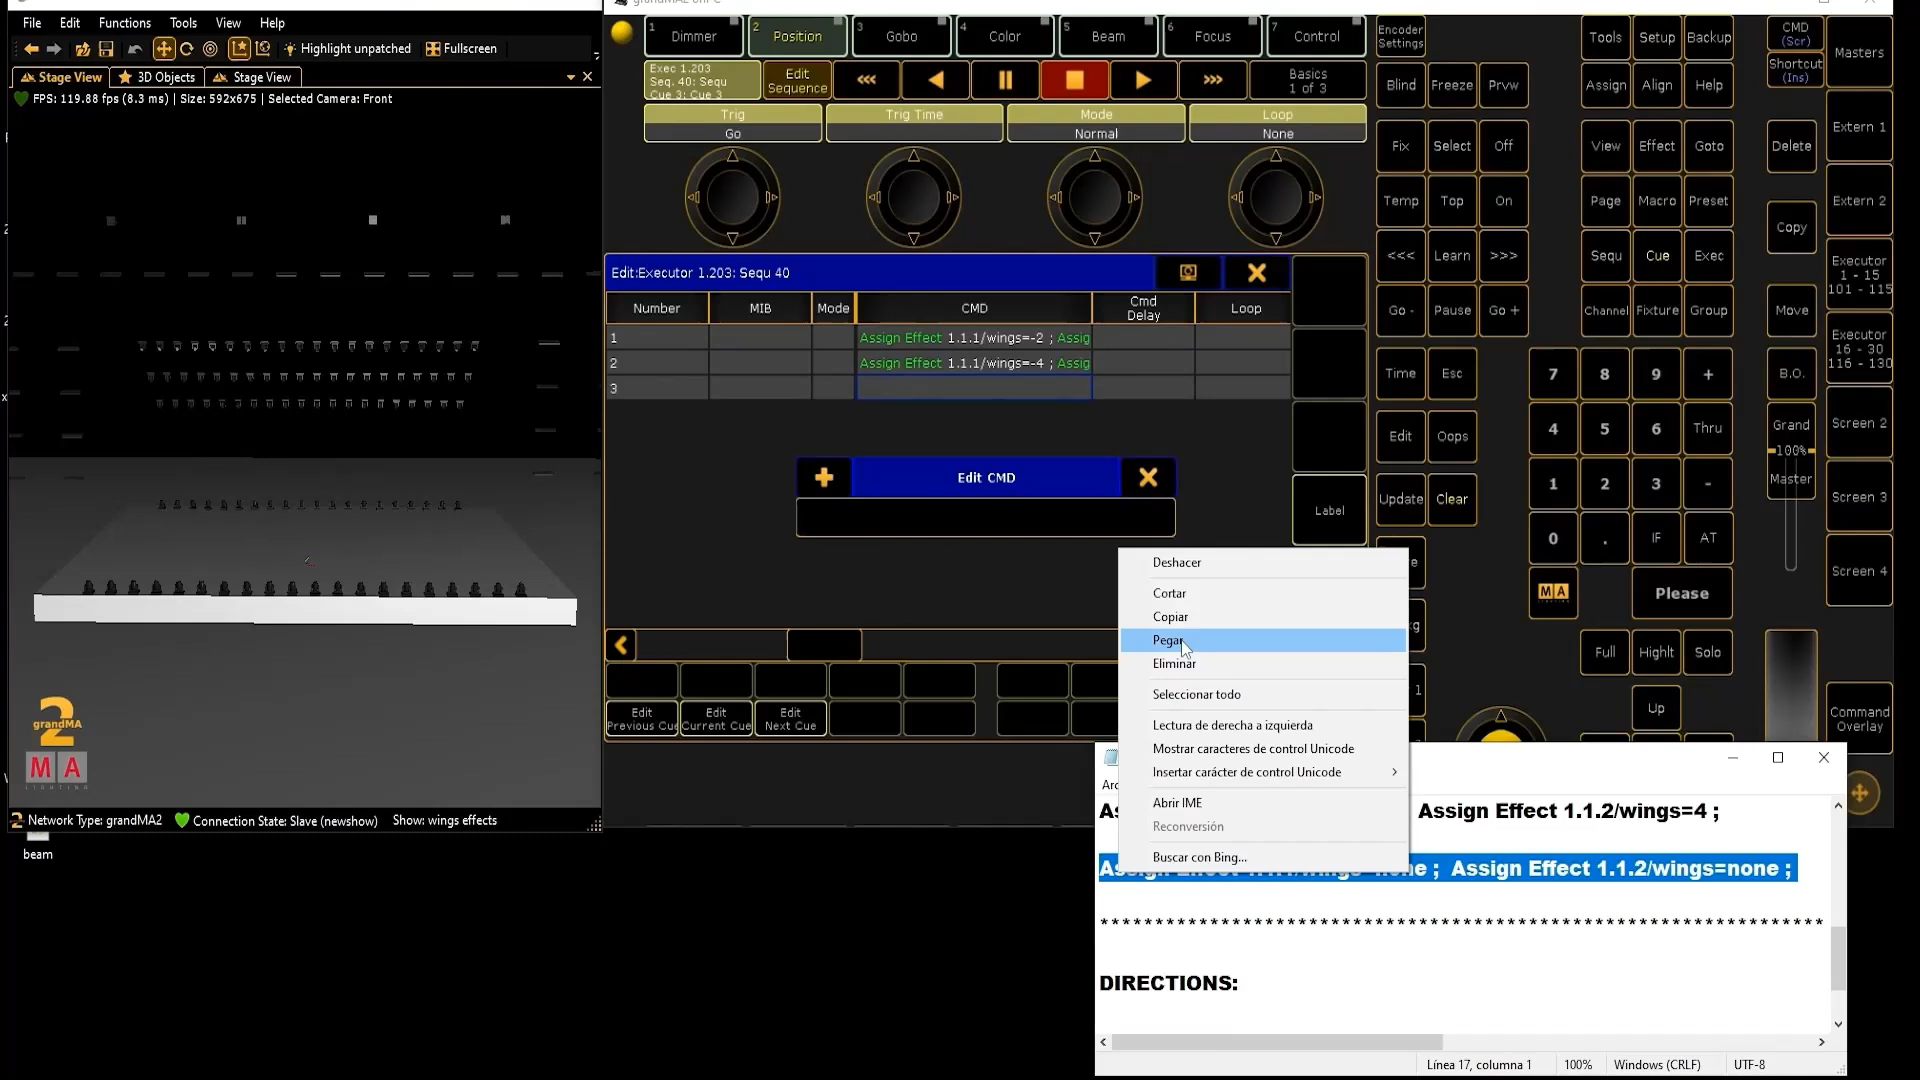 File Edit Functions Tools View Help
Highlight unpatched Fullscreen
Stage View 3D Objects Stage View
FPS: 119.88 fps (8.3 ms) | Size: 592x675 | Selected Camera: Front
grandMA
MA
LIGHTING
Network Type: grandMA2 Connection State: Slave (newshow) Show: wings effects
beam
grandMA2 onPC
1 Dimmer 2 Position 3 Gobo 4 Color 5 Beam 6 Focus 7 Control
Encoder Settings
Exec 1.203
Seq. 40: Sequ
Cue 3: Cue 3
Edit Sequence
Basics
1 of 3
Trig Trig Time Mode Loop
Go Normal None
Edit:Executor 1.203: Sequ 40
Number MIB Mode CMD Cmd Delay Loop
1 Assign Effect 1.1.1/wings=-2 ; Assig
2 Assign Effect 1.1.1/wings=-4 ; Assig
3
Edit CMD
Label
Edit Previous Cue
Edit Current Cue
Edit Next Cue
Deshacer
Cortar
Copiar
Pegar
Eliminar
Seleccionar todo
Lectura de derecha a izquierda
Mostrar caracteres de control Unicode
Insertar carácter de control Unicode
Abrir IME
Reconversión
Buscar con Bing...
Tools Setup Backup
CMD (Scr)
Shortcut (Ins)
Masters
Blind Freeze Prvw Assign Align Help
Extern 1
Fix Select Off View Effect Goto Delete
Temp Top On Page Macro Preset
Extern 2
Copy
<<< Learn >>> Sequ Cue Exec
Executor
1 - 15
101 - 115
Go - Pause Go + Channel Fixture Group Move
Executor
16 - 30
116 - 130
Time Esc 7 8 9 + B.O.
Edit Oops 4 5 6 Thru
Grand
100%
Master
Screen 2
Update Clear 1 2 3 -
Screen 3
0 . IF AT
Screen 4
MA Please
Full Highlt Solo
Up
Command Overlay
Assign Effect 1.1.2/wings=4 ;
Assign Effect 1.1.2/wings=none ;
DIRECTIONS:
Línea 17, columna 1 100% Windows (CRLF) UTF-8